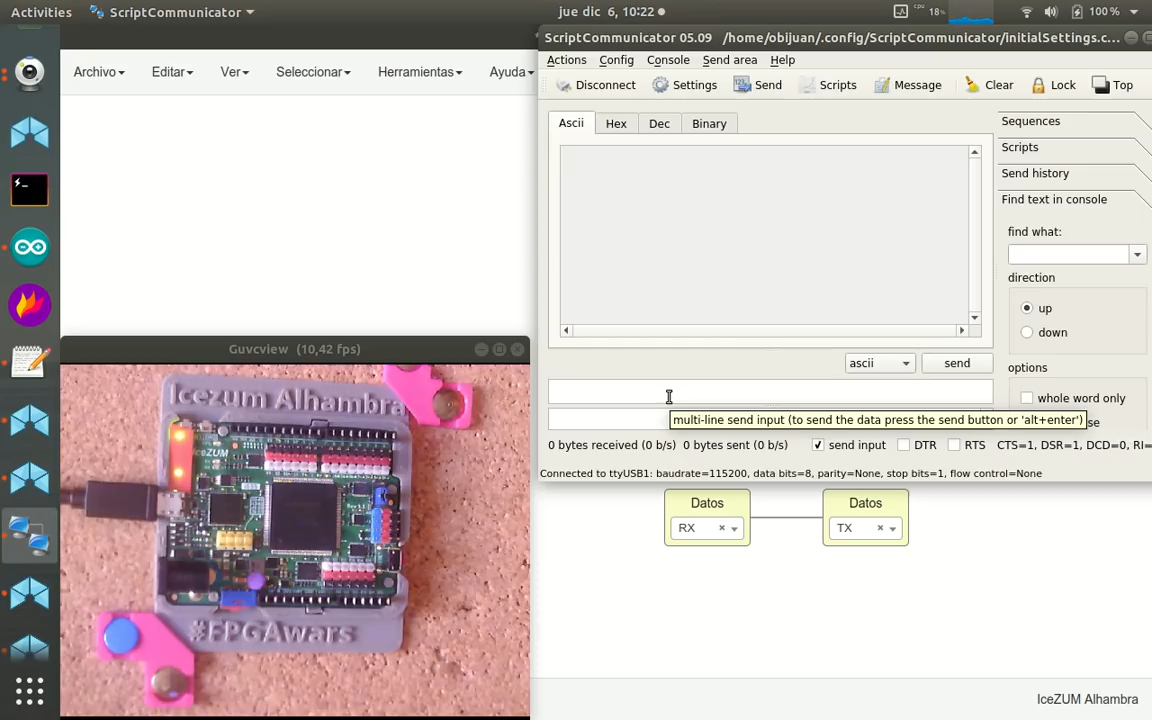 Activities ScriptCommunicator jue dic 6, 10:22 cpu 18% 100 %
ScriptCommunicator 05.09 /home/obijuan/.config/ScriptCommunicator/initialSettings.c...
Archivo Editar Ver Seleccionar Herramientas Ayuda
Actions Config Console Send area Help
Disconnect Settings Send Scripts Message Clear Lock Top
Ascii Hex Dec Binary
Sequences
Scripts
Send history
Find text in console
find what:
direction
up
down
options
whole word only
se
ascii send
multi-line send input (to send the data press the send button or 'alt+enter')
0 bytes received (0 b/s) 0 bytes sent (0 b/s) send input DTR RTS CTS=1, DSR=1, DCD=0, RI=
Connected to ttyUSB1: baudrate=115200, data bits=8, parity=None, stop bits=1, flow control=None
Guvcview (10,42 fps)
Icezum Alhambra
IceZUM
#FPGAwars
Datos Datos
RX × TX ×
IceZUM Alhambra